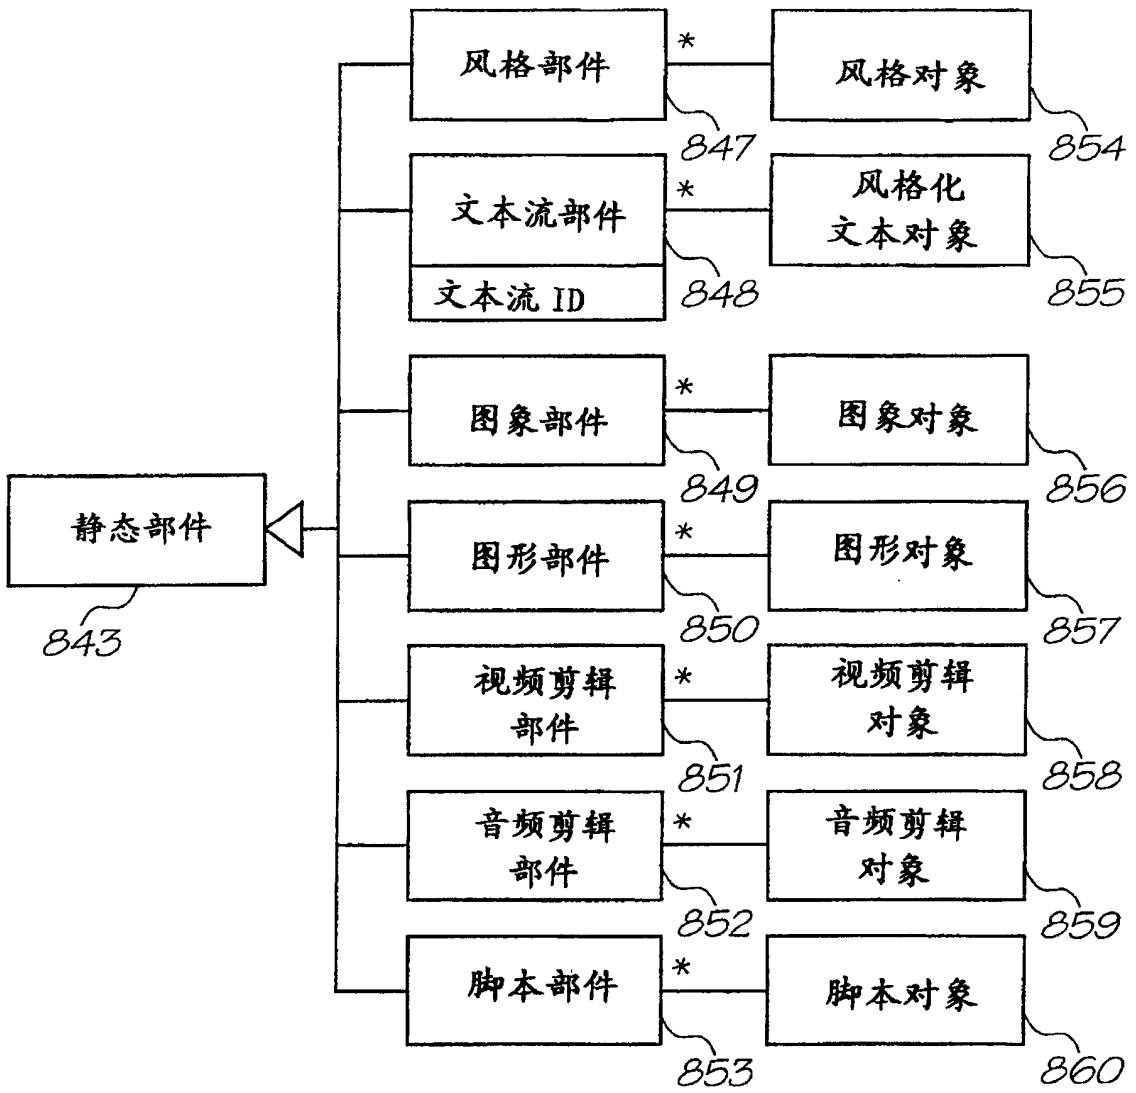 风格部件
*
风格对象
847
854
文本流部件
*
风格化
文本对象
文本流 ID
848
855
图象部件
*
图象对象
849
856
静态部件
843
图形部件
*
图形对象
850
857
视频剪辑
部件
*
视频剪辑
对象
851
858
音频剪辑
部件
*
音频剪辑
对象
852
859
脚本部件
*
脚本对象
853
860